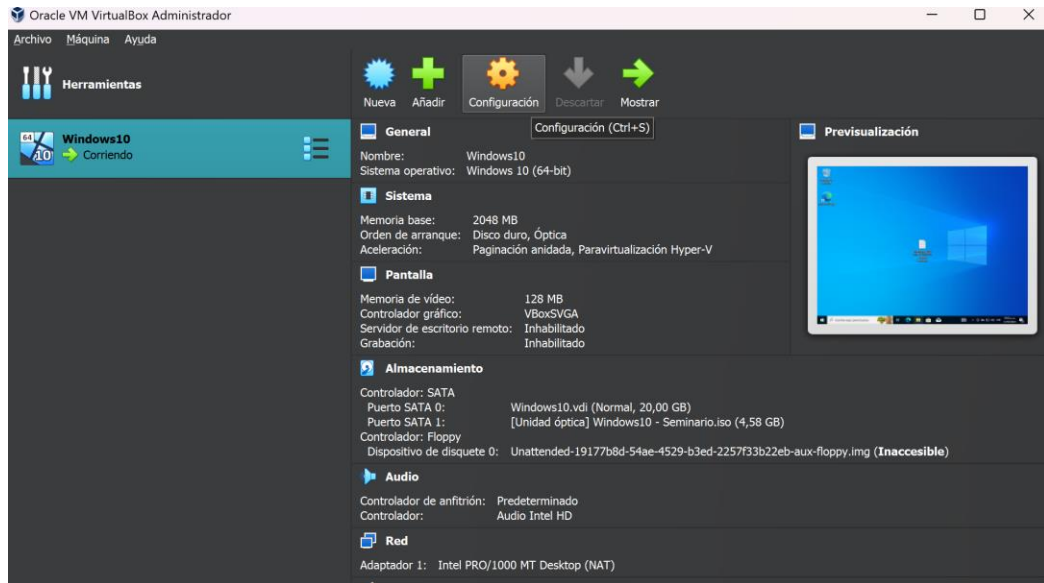 Oracle VM VirtualBox Administrador
Archivo Máquina Ayuda
Herramientas
Nueva Añadir Configuración Descartar Mostrar
Configuración (Ctrl+S)
64 10 Windows10
Corriendo
General
Nombre: Windows10
Sistema operativo: Windows 10 (64-bit)
Sistema
Memoria base: 2048 MB
Orden de arranque: Disco duro, Óptica
Aceleración: Paginación anidada, Paravirtualización Hyper-V
Pantalla
Memoria de vídeo: 128 MB
Controlador gráfico: VBoxSVGA
Servidor de escritorio remoto: Inhabilitado
Grabación: Inhabilitado
Almacenamiento
Controlador: SATA
Puerto SATA 0: Windows10.vdi (Normal, 20,00 GB)
Puerto SATA 1: [Unidad óptica] Windows10 - Seminario.iso (4,58 GB)
Controlador: Floppy
Dispositivo de disquete 0: Unattended-19177b8d-54ae-4529-b3ed-2257f33b22eb-aux-floppy.img (Inaccesible)
Audio
Controlador de anfitrión: Predeterminado
Controlador: Audio Intel HD
Red
Adaptador 1: Intel PRO/1000 MT Desktop (NAT)
Previsualización